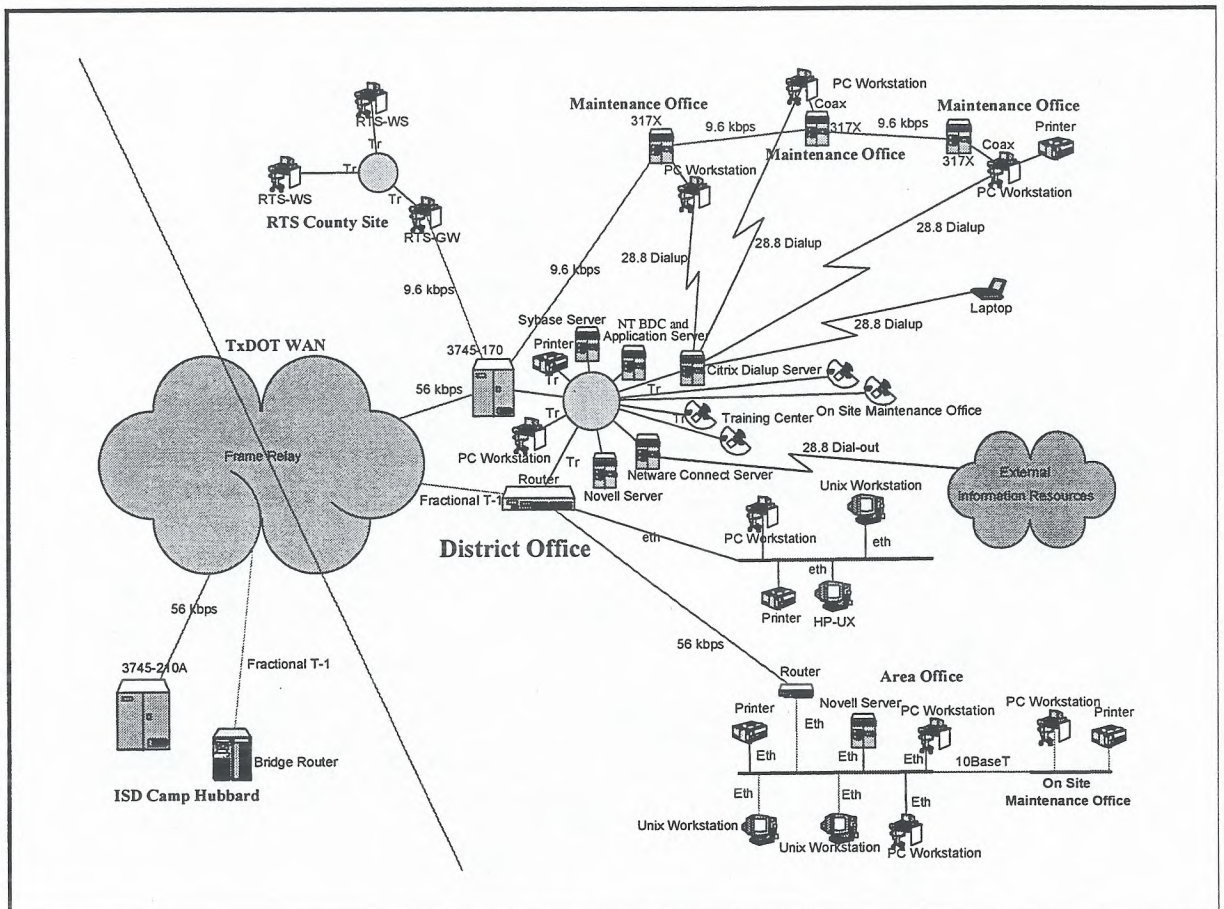 RTS-WS
Tr
Tr
RTS-WS
Tr
RTS County Site
RTS-GW
9.6 kbps
Maintenance Office
317X
9.6 kbps
PC Workstation
Coax
317X
Maintenance Office
9.6 kbps
Maintenance Office
Printer
Coax
317X
PC Workstation
PC Workstation
9.6 kbps
28.8 Dialup
28.8 Dialup
28.8 Dialup
28.8 Dialup
Laptop
TxDOT WAN
Frame Relay
3745-170
56 kbps
Sybase Server
Printer
Tr
NT BDC and
Application Server
Tr
Citrix Dialup Server
On Site Maintenance Office
Tr
Training Center
Tr
PC Workstation
Tr
Router
Novell Server
Netware Connect Server
28.8 Dial-out
External
Information Resources
Fractional T-1
District Office
eth
Unix Workstation
PC Workstation
eth
eth
Printer
HP-UX
56 kbps
56 kbps
3745-210A
Fractional T-1
Bridge Router
ISD Camp Hubbard
Router
Area Office
Printer
Eth
Novell Server
PC Workstation
PC Workstation
Printer
Eth
Eth
Eth
10BaseT
On Site
Maintenance Office
Eth
Eth
Eth
Unix Workstation
Unix Workstation
PC Workstation